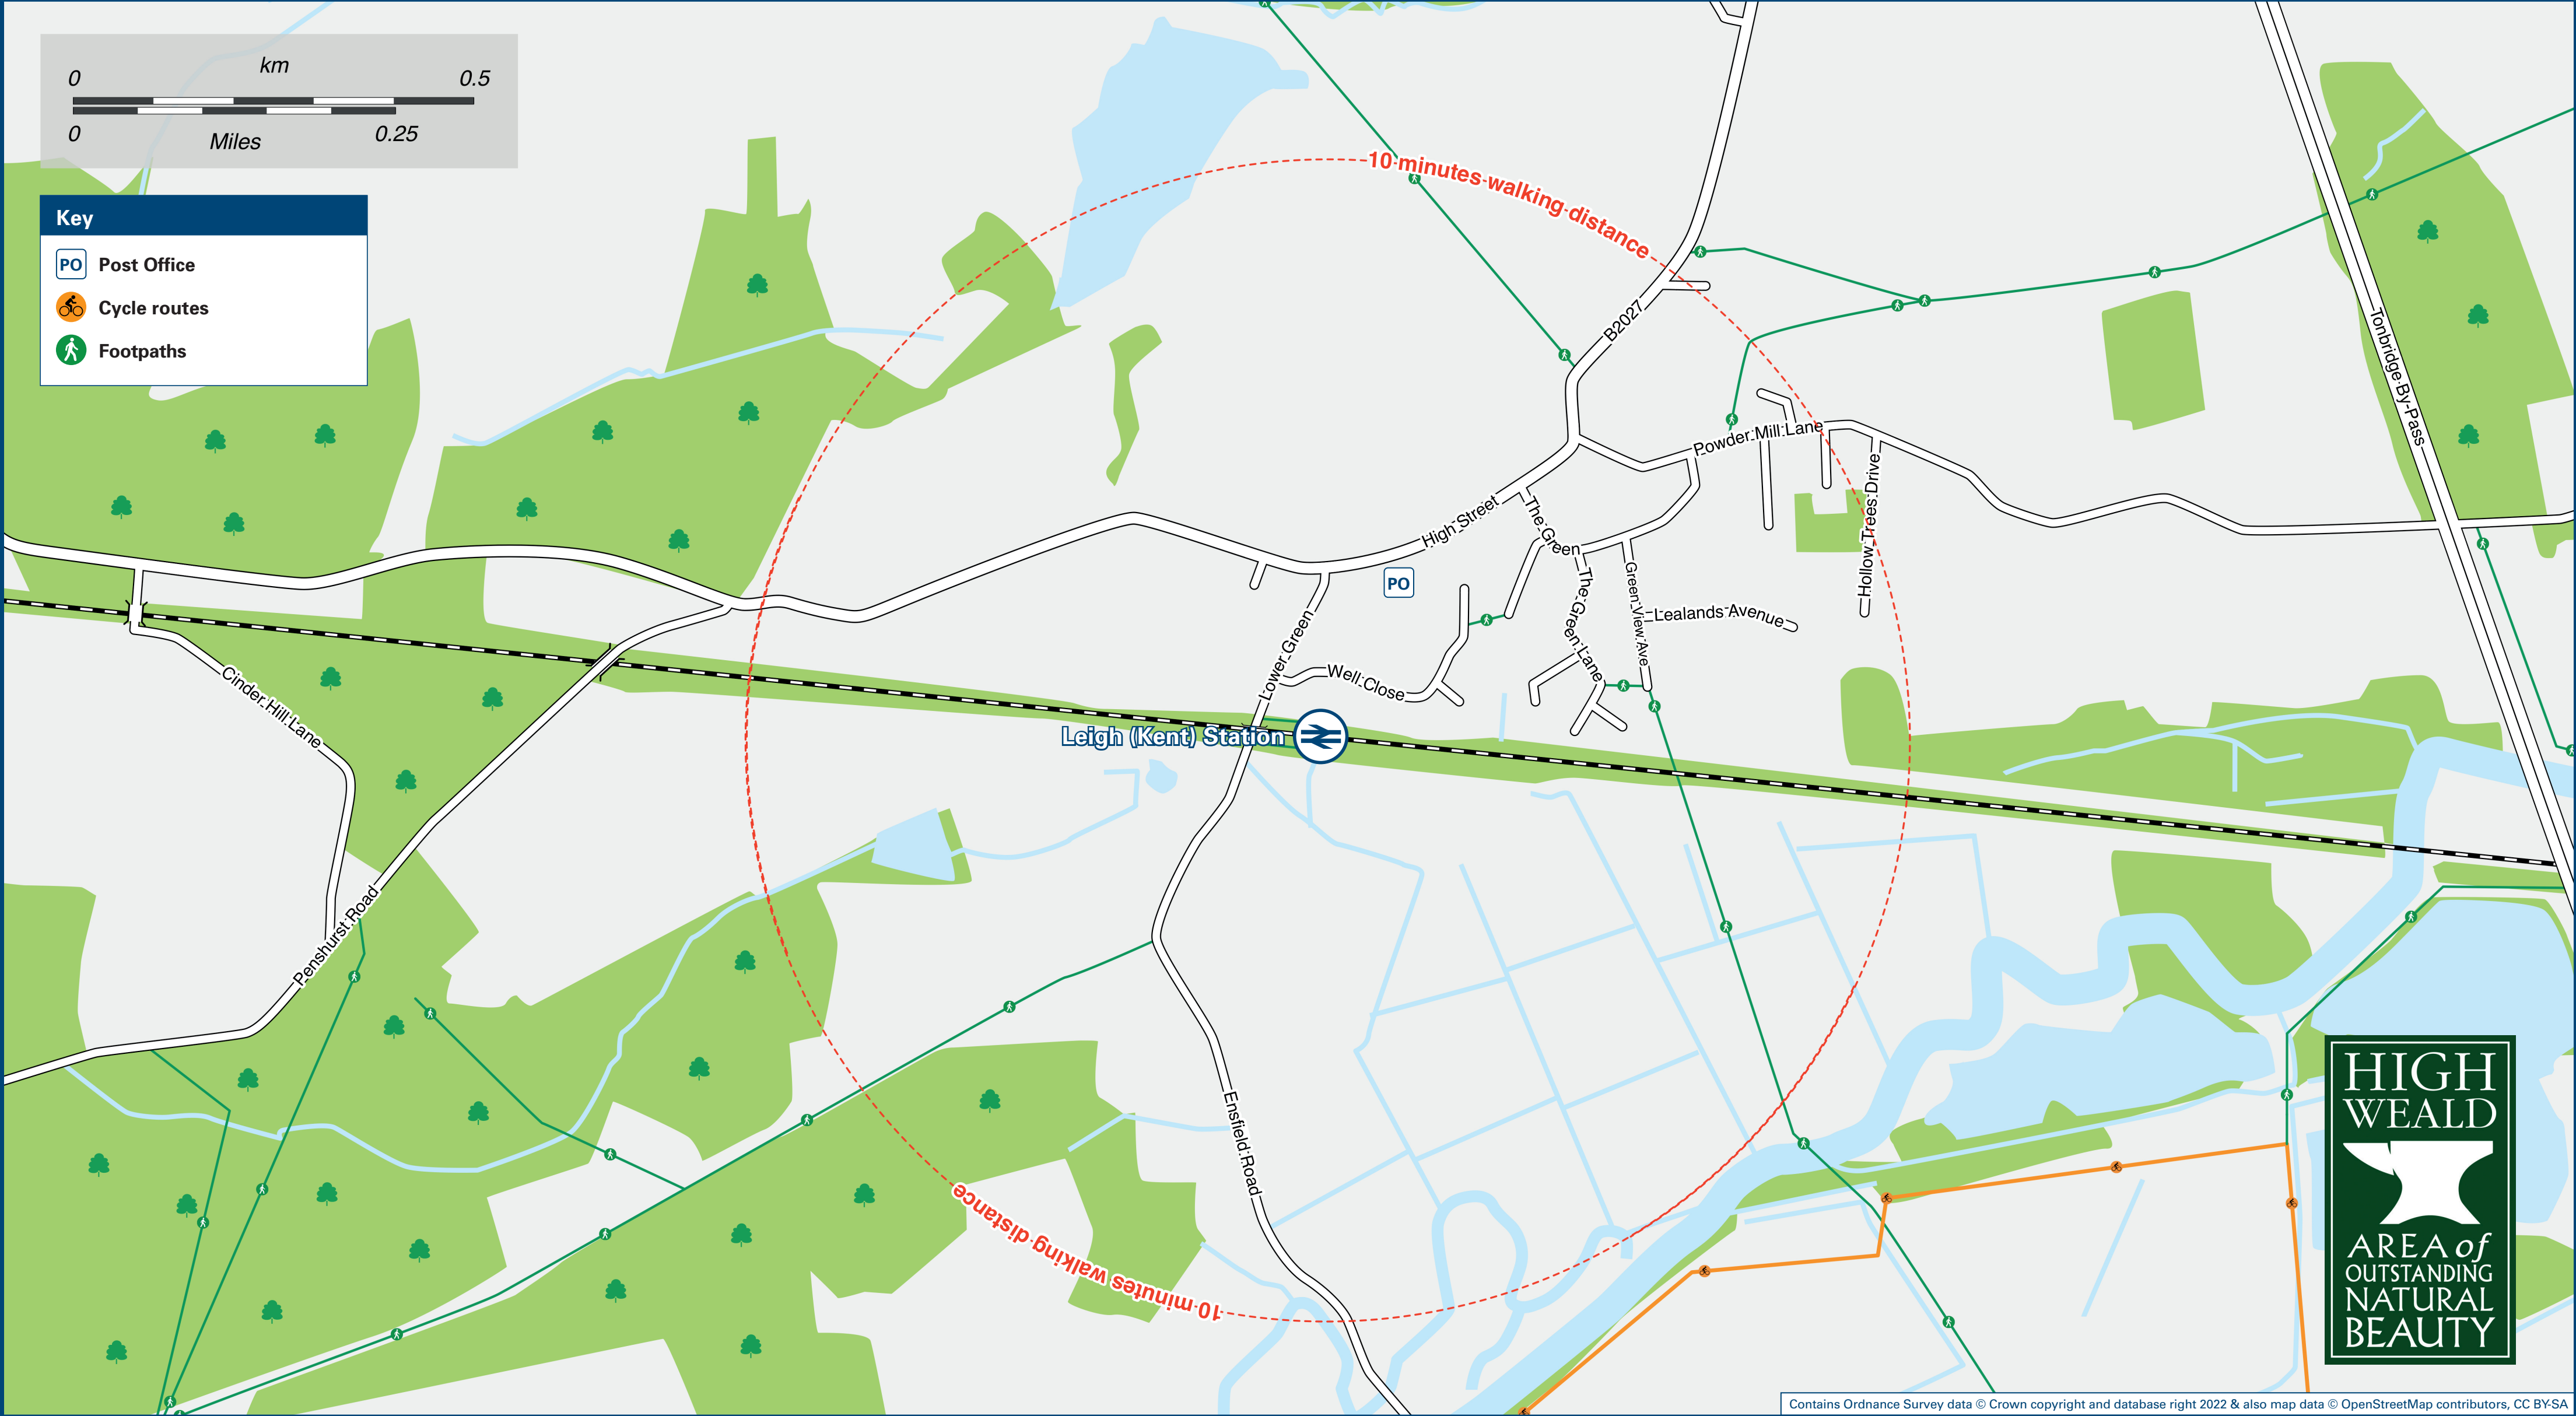 km
0 0.5
0 0.25
Miles
Key
PO Post Office
Cycle routes
Footpaths
10 minutes walking distance
B2027
Tonbridge By-Pass
Powder Mill Lane
High Street
The Green
Hollow Trees Drive
PO
The Green Lane
Green View Ave
Lealands Avenue
Lower Green
Well Close
Cinder Hill Lane
Leigh (Kent) Station
Penshurst Road
Ensfield Road
10 minutes walking distance
HIGH
WEALD
AREA of
OUTSTANDING
NATURAL
BEAUTY
Contains Ordnance Survey data © Crown copyright and database right 2022 & also map data © OpenStreetMap contributors, CC BY-SA